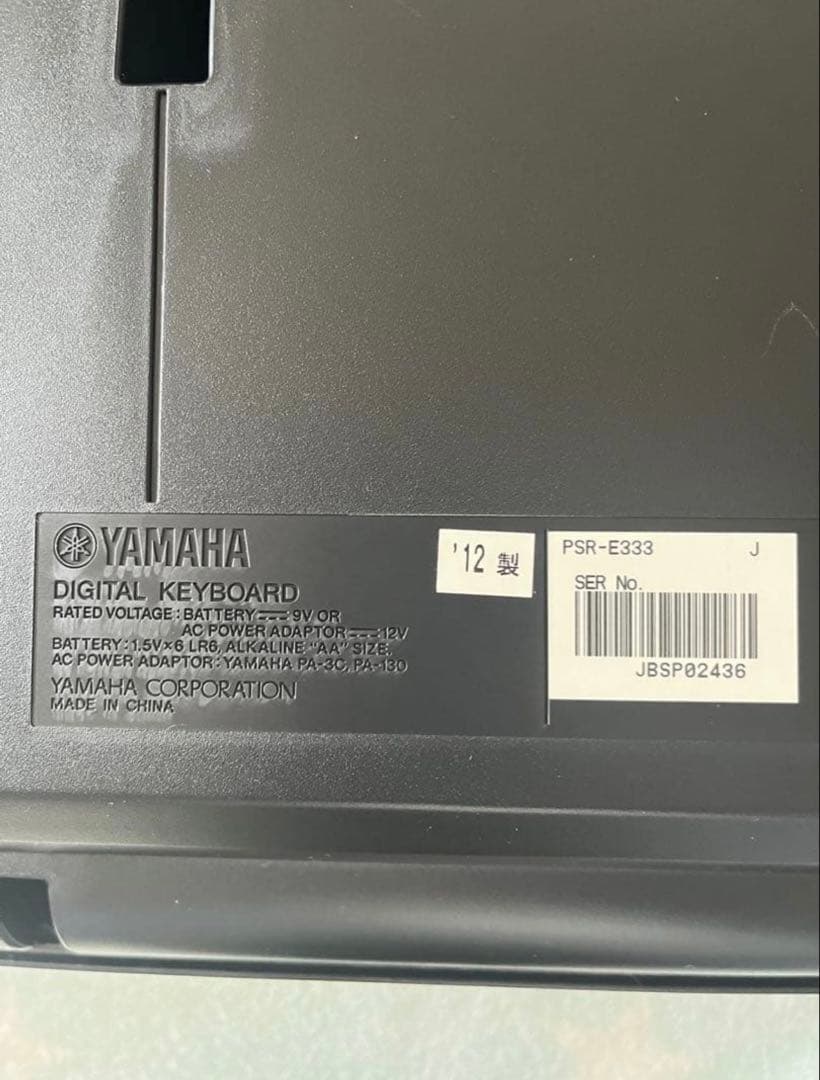 YAMAHA
DIGITAL KEYBOARD
RATED VOLTAGE : BATTERY ⎓ 9V OR
AC POWER ADAPTOR ⎓ 12V
BATTERY : 1.5V×6 LR6, ALKALINE "AA" SIZE.
AC POWER ADAPTOR : YAMAHA PA-3C, PA-130
YAMAHA CORPORATION
MADE IN CHINA
'12 製
PSR-E333 J
SER No.
JBSP02436